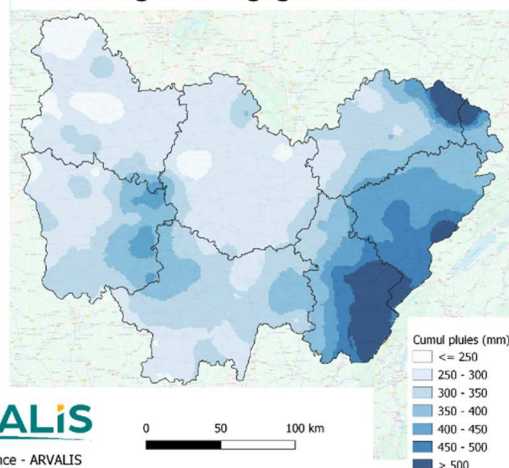 Cumul pluies (mm)
<= 250
250 - 300
300 - 350
350 - 400
400 - 450
450 - 500
> 500
ALiS
0 50 100 km
nce - ARVALIS